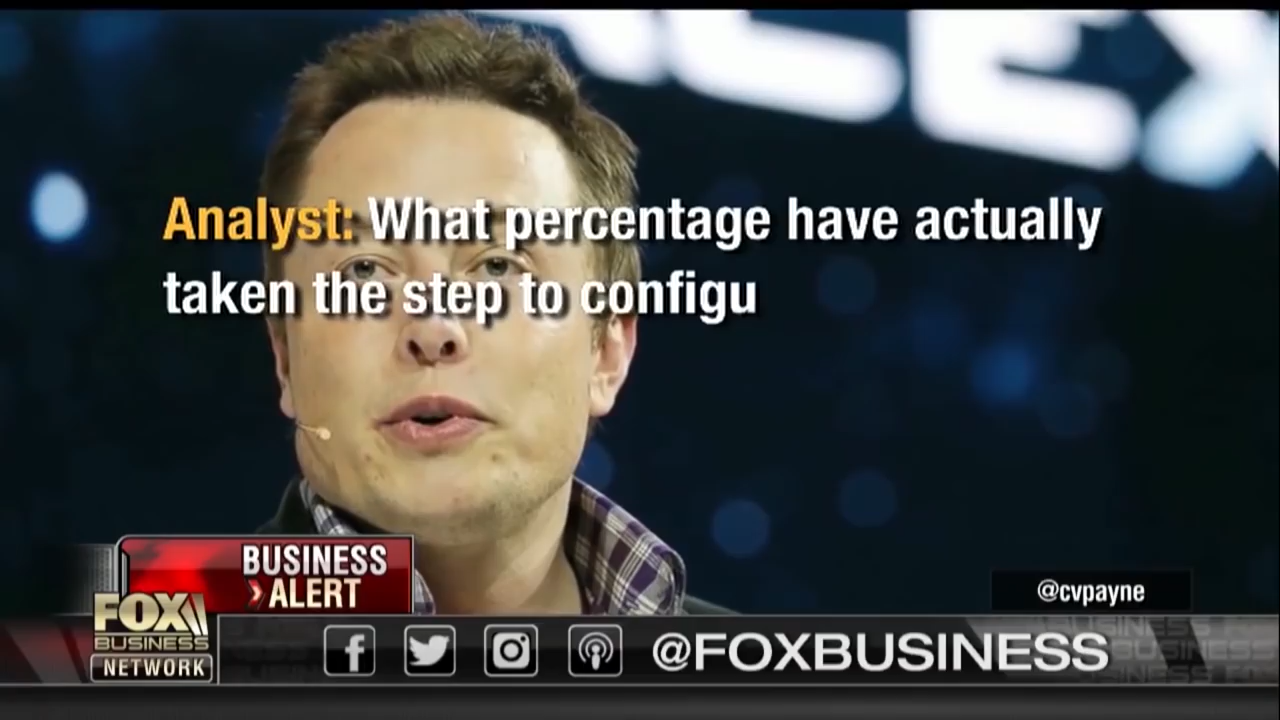 Analyst: What percentage have actually
taken the step to configu
BUSINESS
ALERT
@cvpayne
FOX
BUSINESS
NETWORK
@FOXBUSINESS